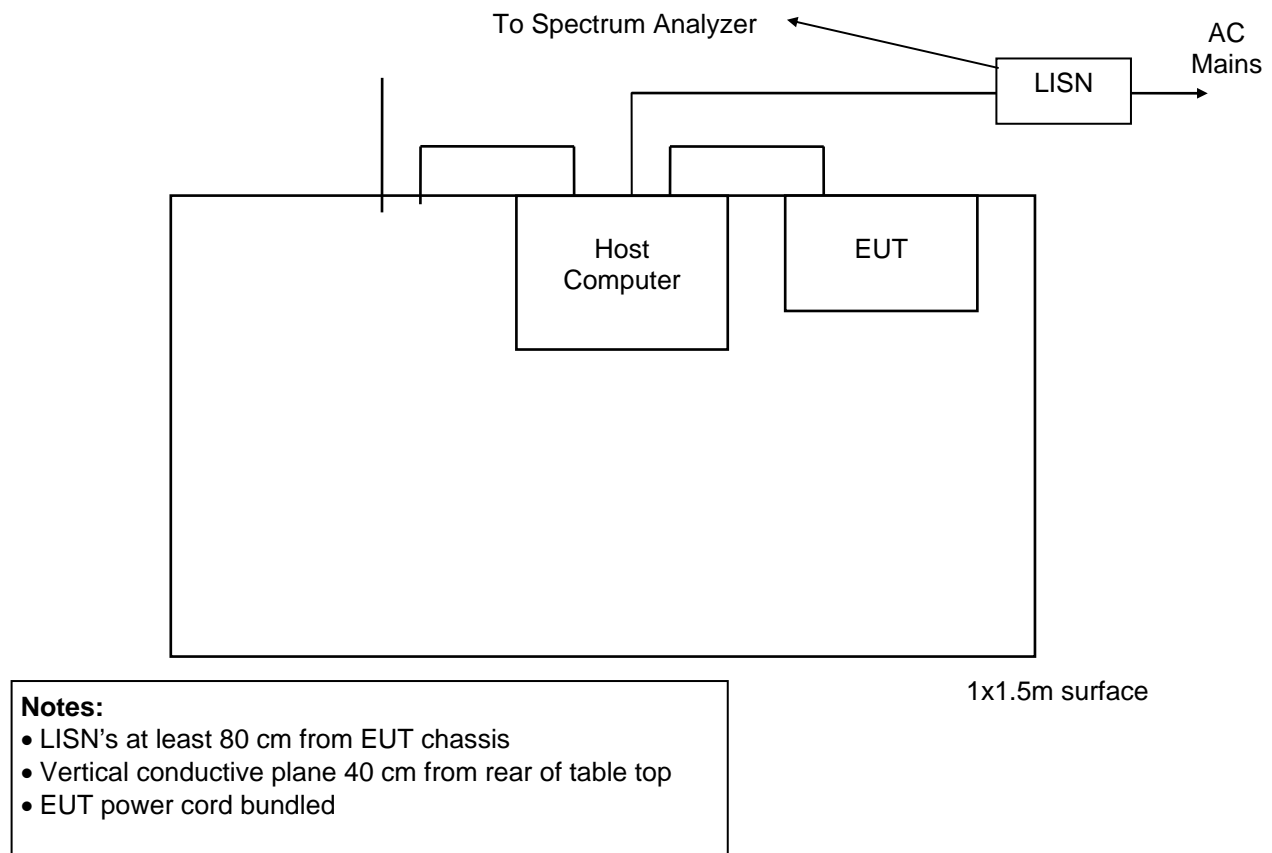 To Spectrum Analyzer
AC
Mains
LISN
Host
Computer
EUT
1x1.5m surface
Notes:
• LISN’s at least 80 cm from EUT chassis
• Vertical conductive plane 40 cm from rear of table top
• EUT power cord bundled